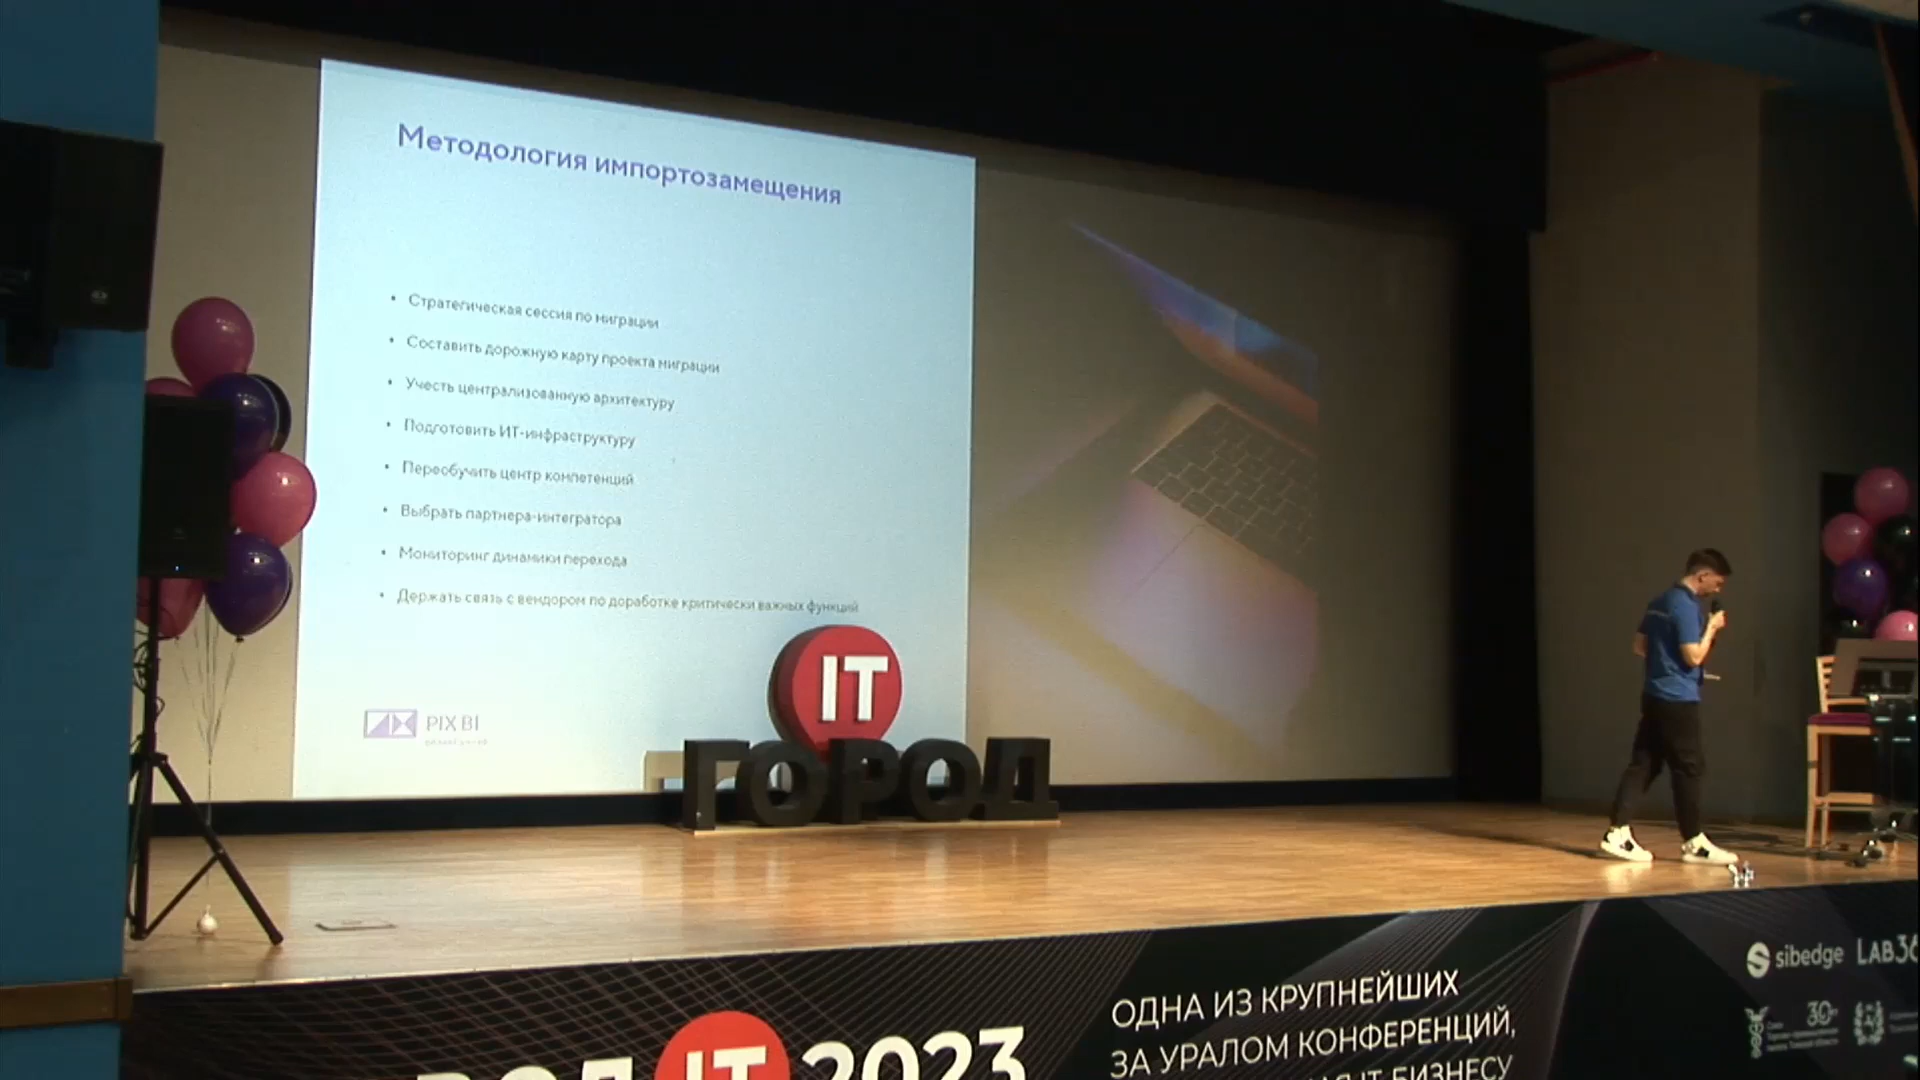 Методология импортозамещения
• Стратегическая сессия по миграции
• Составить дорожную карту проекта миграции
• Учесть централизованную архитектуру
• Подготовить ИТ-инфраструктуру
• Переобучить центр компетенций
• Выбрать партнера-интегратора
• Мониторинг динамики перехода
• Держать связь с вендором по доработке критически важных функций
PIX BI
IT
ГОРОД
IT 2023
ОДНА ИЗ КРУПНЕЙШИХ
ЗА УРАЛОМ КОНФЕРЕНЦИЙ,
IT-БИЗНЕСУ
sibedge LAB36
30